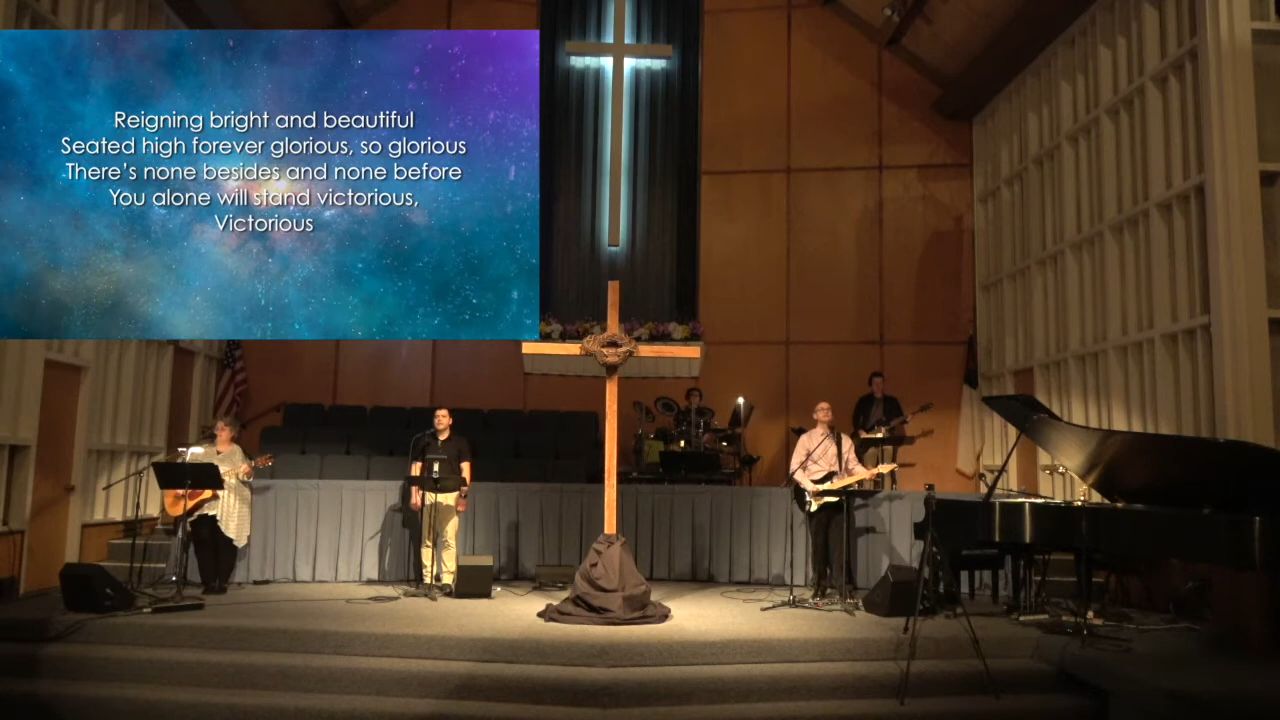 Reigning bright and beautiful
Seated high forever glorious, so glorious
There's none besides and none before
You alone will stand victorious,
Victorious